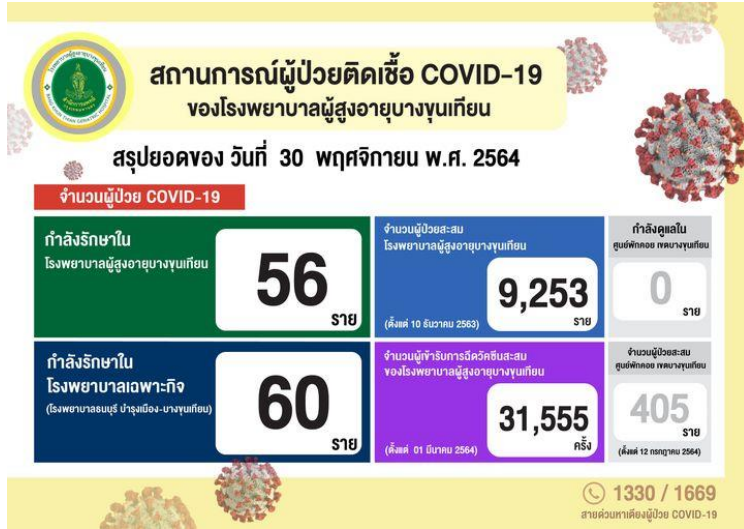 สถานการณ์ผู้ป่วยติดเชื้อ COVID-19
ของโรงพยาบาลผู้สูงอายุบางขุนเทียน
สรุปยอดของ วันที่ 30 พฤศจิกายน พ.ศ. 2564
จำนวนผู้ป่วย COVID-19
กำลังรักษาใน
โรงพยาบาลผู้สูงอายุบางขุนเทียน
56
ราย
จำนวนผู้ป่วยสะสม
โรงพยาบาลผู้สูงอายุบางขุนเทียน
9,253
ราย
(ตั้งแต่ 10 ธันวาคม 2563)
กำลังดูแลใน
ศูนย์พักคอย เขตบางขุนเทียน
0
ราย
กำลังรักษาใน
โรงพยาบาลเฉพาะกิจ
(โรงพยาบาลธนบุรี บำรุงเมือง-บางขุนเทียน)
60
ราย
จำนวนผู้เข้ารับการฉีดวัคซีนสะสม
ของโรงพยาบาลผู้สูงอายุบางขุนเทียน
31,555
ครั้ง
(ตั้งแต่ 01 มีนาคม 2564)
จำนวนผู้ป่วยสะสม
ศูนย์พักคอย เขตบางขุนเทียน
405
ราย
(ตั้งแต่ 12 กรกฎาคม 2564)
1330 / 1669
สายด่วนหาเตียงผู้ป่วย COVID-19